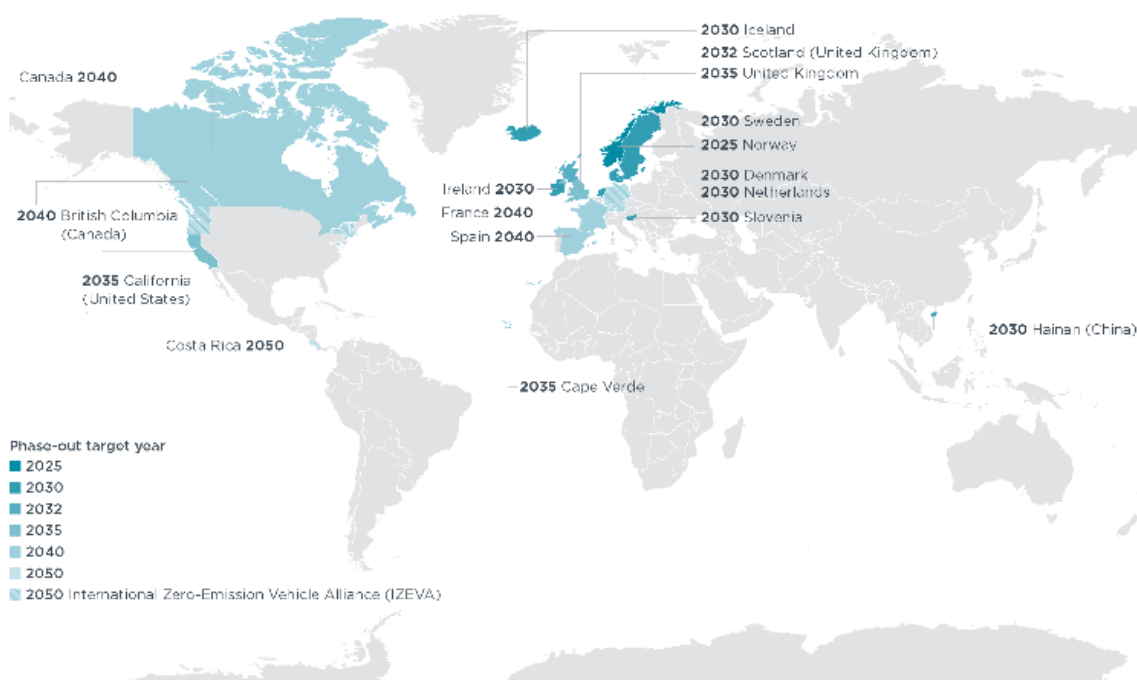 2030 Iceland
2032 Scotland (United Kingdom)
2035 United Kingdom
Canada 2040
2030 Sweden
2025 Norway
2030 Denmark
2030 Netherlands
2030 Slovenia
Ireland 2030
France 2040
Spain 2040
2040 British Columbia
(Canada)
2035 California
(United States)
Costa Rica 2050
2030 Hainan (China)
2035 Cape Verde
Phase-out target year
2025
2030
2032
2035
2040
2050
2050 International Zero-Emission Vehicle Alliance (IZEVA)